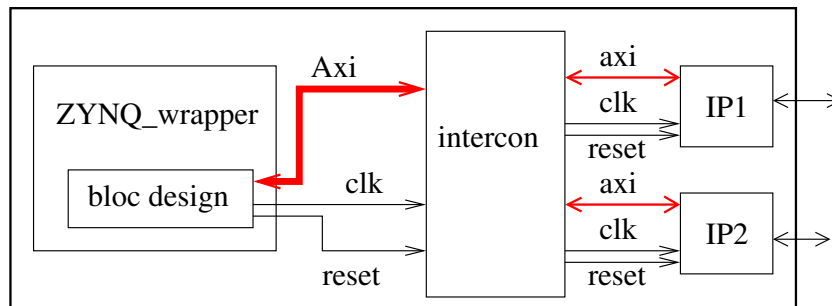 Axi
ZYNQ_wrapper
bloc design
clk
reset
intercon
axi
clk
reset
IP1
axi
clk
reset
IP2